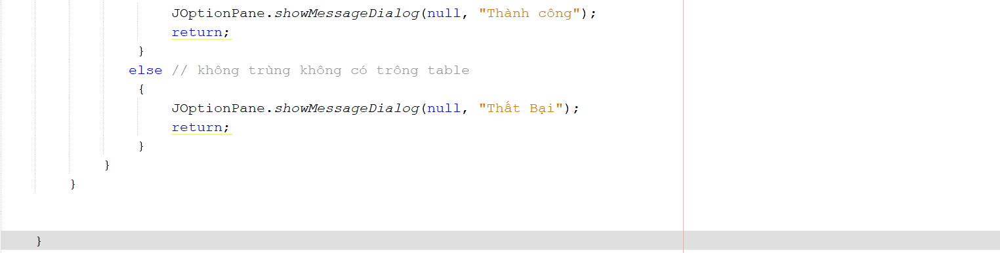 JOptionPane.showMessageDialog(null, "Thành công");
return;
}
else // không trùng không có trông table
{
JOptionPane.showMessageDialog(null, "Thất Bại");
return;
}
}
}
}